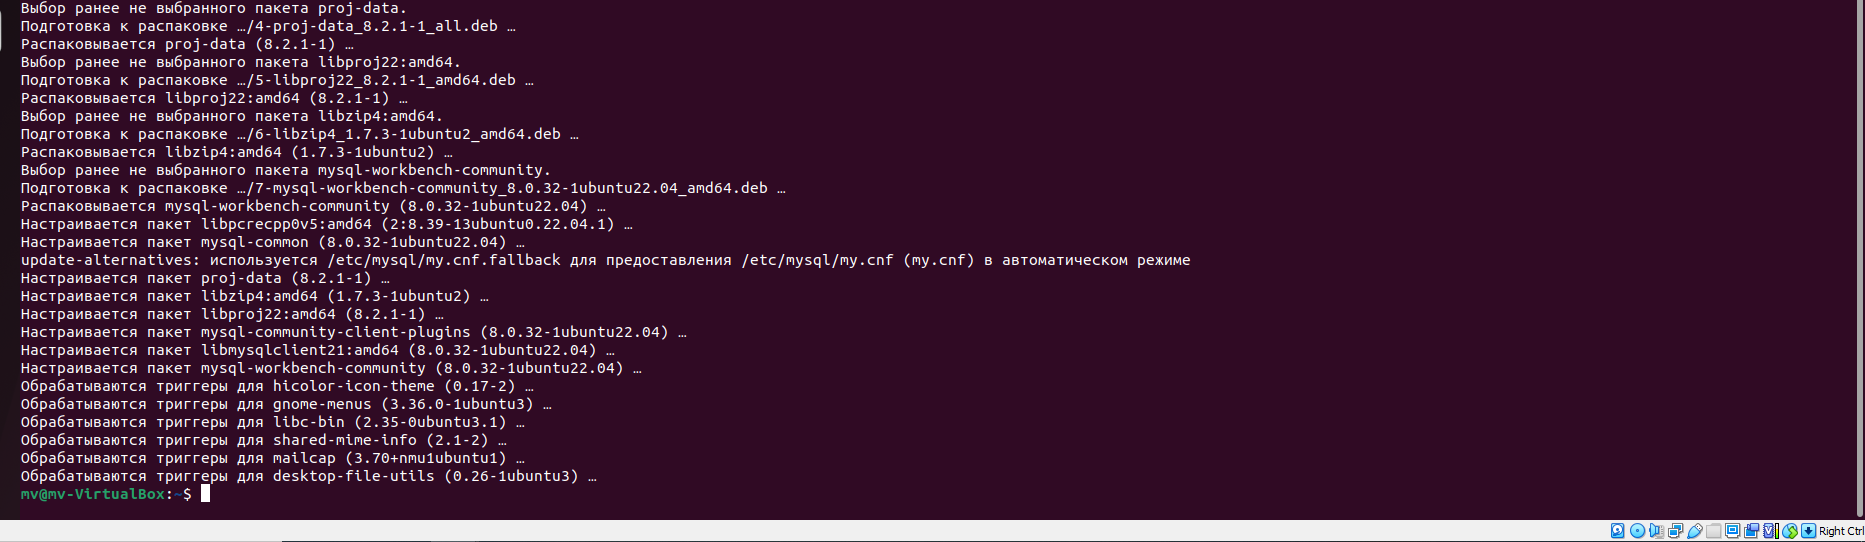 Выбор ранее не выбранного пакета proj-data.
Подготовка к распаковке …/4-proj-data_8.2.1-1_all.deb …
Распаковывается proj-data (8.2.1-1) …
Выбор ранее не выбранного пакета libproj22:amd64.
Подготовка к распаковке …/5-libproj22_8.2.1-1_amd64.deb …
Распаковывается libproj22:amd64 (8.2.1-1) …
Выбор ранее не выбранного пакета libzip4:amd64.
Подготовка к распаковке …/6-libzip4_1.7.3-1ubuntu2_amd64.deb …
Распаковывается libzip4:amd64 (1.7.3-1ubuntu2) …
Выбор ранее не выбранного пакета mysql-workbench-community.
Подготовка к распаковке …/7-mysql-workbench-community_8.0.32-1ubuntu22.04_amd64.deb …
Распаковывается mysql-workbench-community (8.0.32-1ubuntu22.04) …
Настраивается пакет libpcrecpp0v5:amd64 (2:8.39-13ubuntu0.22.04.1) …
Настраивается пакет mysql-common (8.0.32-1ubuntu22.04) …
update-alternatives: используется /etc/mysql/my.cnf.fallback для предоставления /etc/mysql/my.cnf (my.cnf) в автоматическом режиме
Настраивается пакет proj-data (8.2.1-1) …
Настраивается пакет libzip4:amd64 (1.7.3-1ubuntu2) …
Настраивается пакет libproj22:amd64 (8.2.1-1) …
Настраивается пакет mysql-community-client-plugins (8.0.32-1ubuntu22.04) …
Настраивается пакет libmysqlclient21:amd64 (8.0.32-1ubuntu22.04) …
Настраивается пакет mysql-workbench-community (8.0.32-1ubuntu22.04) …
Обрабатываются триггеры для hicolor-icon-theme (0.17-2) …
Обрабатываются триггеры для gnome-menus (3.36.0-1ubuntu3) …
Обрабатываются триггеры для libc-bin (2.35-0ubuntu3.1) …
Обрабатываются триггеры для shared-mime-info (2.1-2) …
Обрабатываются триггеры для mailcap (3.70+nmu1ubuntu1) …
Обрабатываются триггеры для desktop-file-utils (0.26-1ubuntu3) …
mv@mv-VirtualBox:~$
Right Ctrl